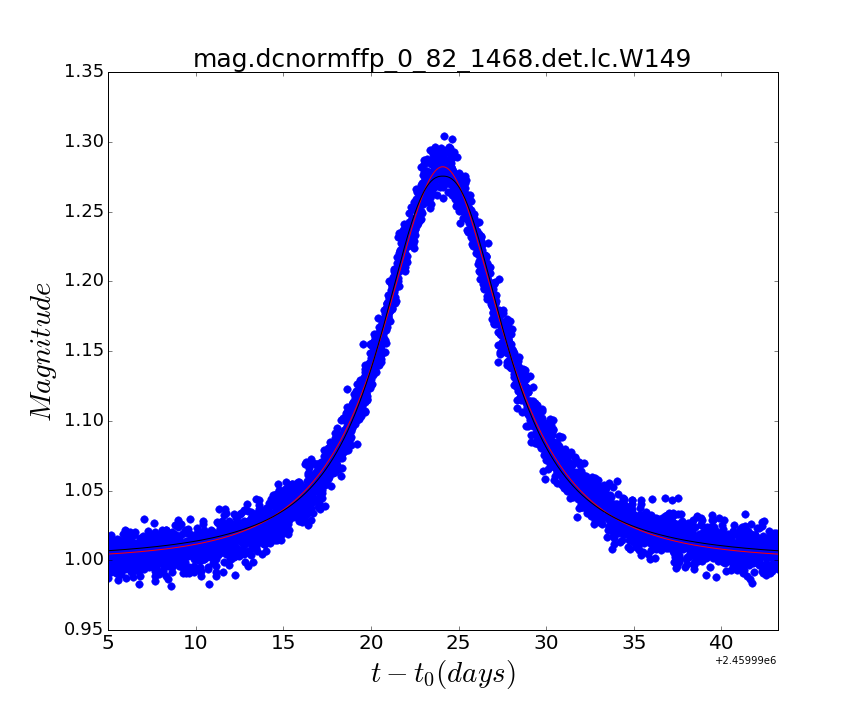 mag.dcnormffp_0_82_1468.det.lc.W149
1.35
1.30
1.25
1.20
1.15
1.10
1.05
1.00
0.95
Magnitude
5 10 15 20 25 30 35 40
+2.45999e6
t − t₀(days)